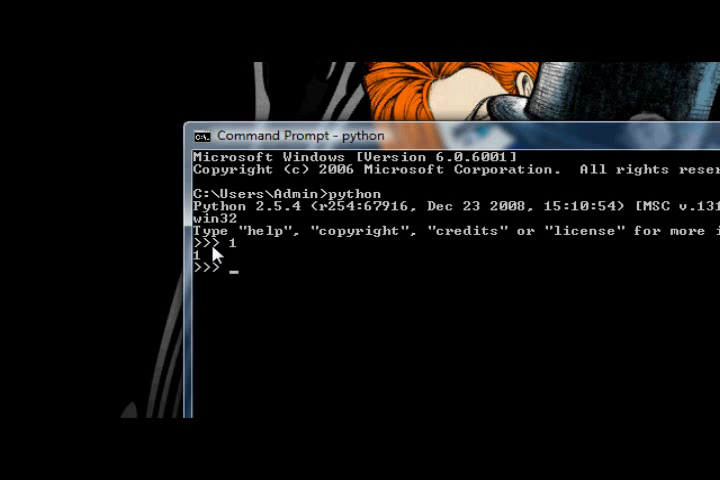 C:\.
Command Prompt - python
Microsoft Windows [Version 6.0.6001]
Copyright (c) 2006 Microsoft Corporation. All rights
C:\Users\Admin>python
Python 2.5.4 (r254:67916, Dec 23 2008, 15:10:54) [MSC v.131
win32
Type "help", "copyright", "credits" or "license" for more
>>> 1
1
>>> _